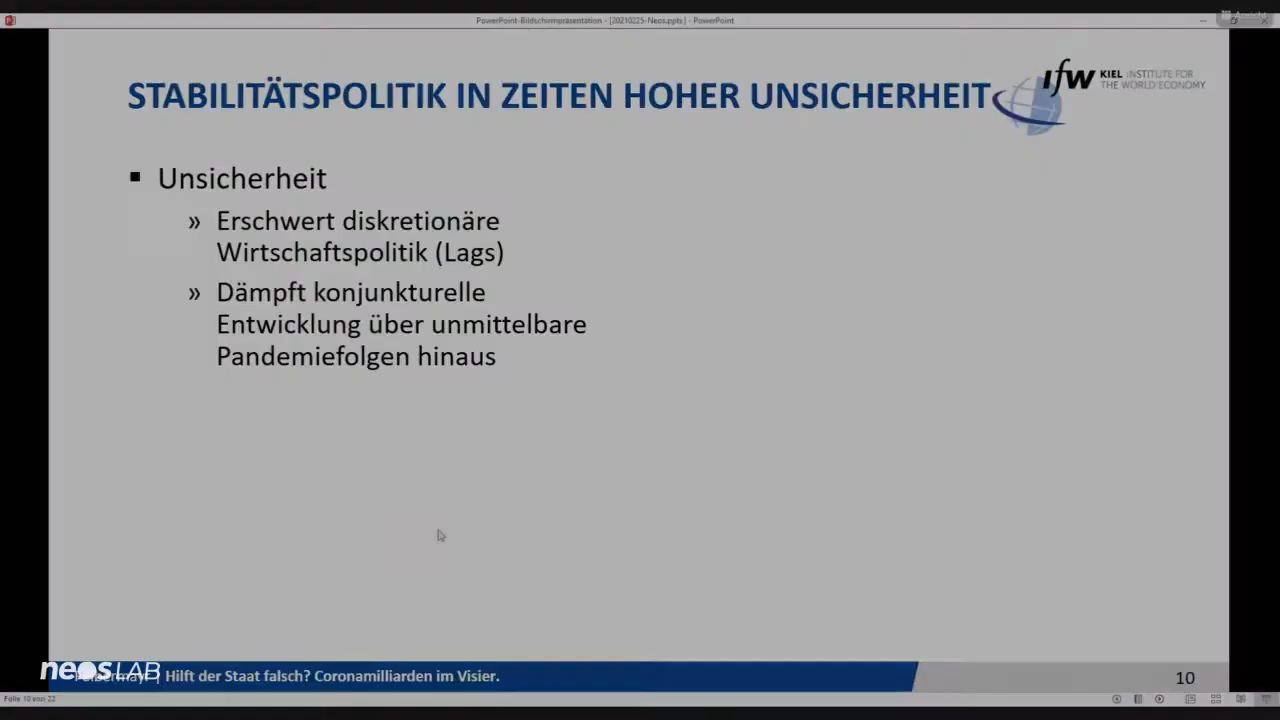 PowerPoint-Bildschirmpräsentation - [20210225-Neos.pptx] - PowerPoint
STABILITÄTSPOLITIK IN ZEITEN HOHER UNSICHERHEIT
ifw KIEL INSTITUTE FOR
THE WORLD ECONOMY
▪ Unsicherheit
» Erschwert diskretionäre
Wirtschaftspolitik (Lags)
» Dämpft konjunkturelle
Entwicklung über unmittelbare
Pandemiefolgen hinaus
neos LAB
Felbermayr | Hilft der Staat falsch? Coronamilliarden im Visier.
10
Folie 10 von 22